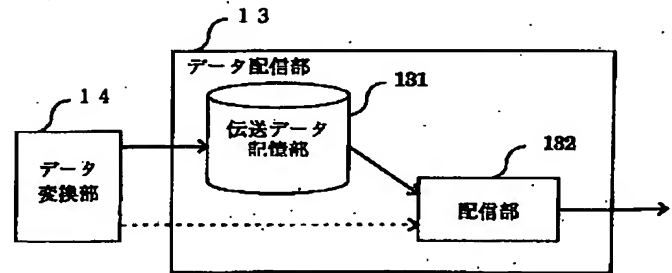 13
データ配信部
14
131
伝送データ
記憶部
データ
変換部
132
配信部